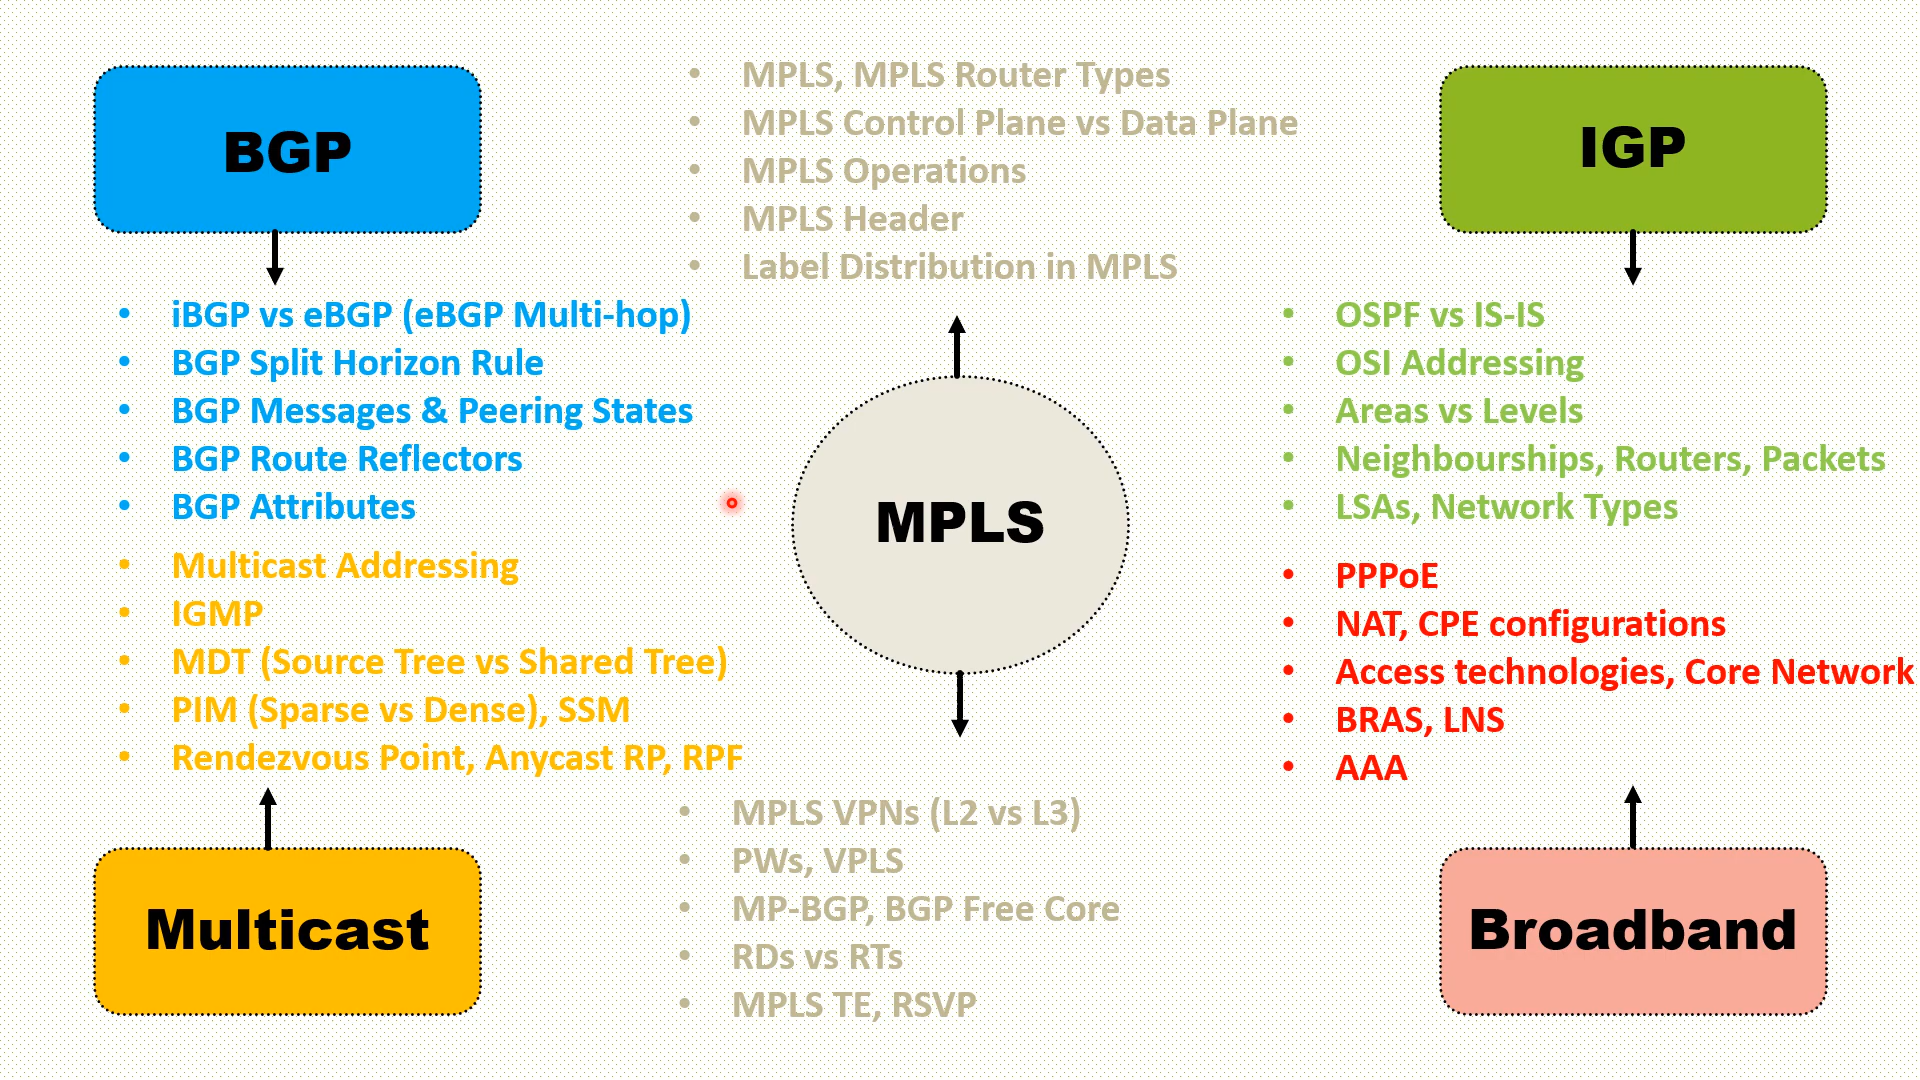 BGP
iBGP vs eBGP (eBGP Multi-hop)
BGP Split Horizon Rule
BGP Messages & Peering States
BGP Route Reflectors
BGP Attributes
Multicast Addressing
IGMP
MDT (Source Tree vs Shared Tree)
PIM (Sparse vs Dense), SSM
Rendezvous Point, Anycast RP, RPF
Multicast
MPLS, MPLS Router Types
MPLS Control Plane vs Data Plane
MPLS Operations
MPLS Header
Label Distribution in MPLS
MPLS
MPLS VPNs (L2 vs L3)
PWs, VPLS
MP-BGP, BGP Free Core
RDs vs RTs
MPLS TE, RSVP
IGP
OSPF vs IS-IS
OSI Addressing
Areas vs Levels
Neighbourships, Routers, Packets
LSAs, Network Types
PPPoE
NAT, CPE configurations
Access technologies, Core Network
BRAS, LNS
AAA
Broadband